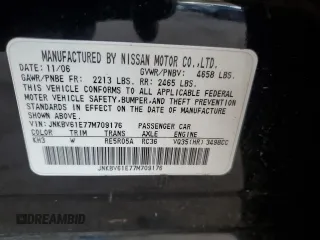 MANUFACTURED BY NISSAN MOTOR CO.,LTD.
DATE: 11/06 GVWR/PNBV: 4658 LBS.
GAWR/PNBE FR: 2213 LBS. RR: 2465 LBS.
THIS VEHICLE CONFORMS TO ALL APPLICABLE
FEDERAL MOTOR VEHICLE SAFETY, BUMPER,
AND THEFT PREVENTION STANDARDS IN EFFECT
ON THE DATE OF MANUFACTURE SHOWN ABOVE.
VIN: JNKBV61E77M709176 PASSENGER CAR
COLOR TRIM TRANS AXLE ENGINE
KH3 W RE5R05A RC36 VQ35(HR) 3498CC
JNKBV61E77M709176